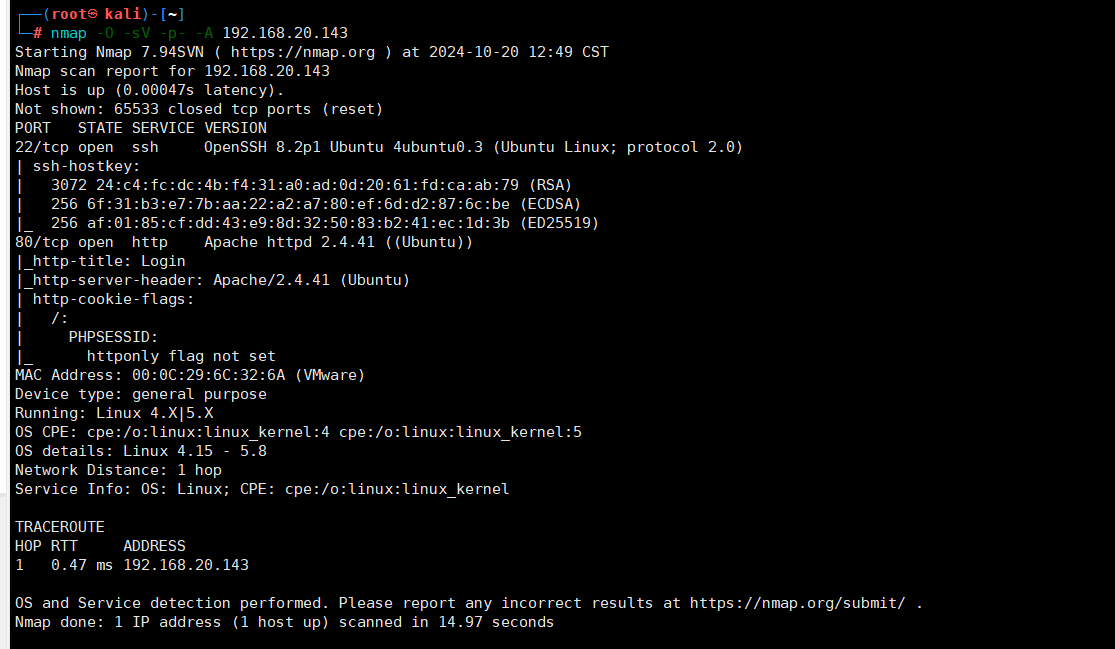 ┌──(root㉿kali)-[~]
└─# nmap -O -sV -p- -A 192.168.20.143
Starting Nmap 7.94SVN ( https://nmap.org ) at 2024-10-20 12:49 CST
Nmap scan report for 192.168.20.143
Host is up (0.00047s latency).
Not shown: 65533 closed tcp ports (reset)
PORT   STATE SERVICE VERSION
22/tcp open  ssh     OpenSSH 8.2p1 Ubuntu 4ubuntu0.3 (Ubuntu Linux; protocol 2.0)
| ssh-hostkey:
|   3072 24:c4:fc:dc:4b:f4:31:a0:ad:0d:20:61:fd:ca:ab:79 (RSA)
|   256 6f:31:b3:e7:7b:aa:22:a2:a7:80:ef:6d:d2:87:6c:be (ECDSA)
|_  256 af:01:85:cf:dd:43:e9:8d:32:50:83:b2:41:ec:1d:3b (ED25519)
80/tcp open  http    Apache httpd 2.4.41 ((Ubuntu))
|_http-title: Login
|_http-server-header: Apache/2.4.41 (Ubuntu)
| http-cookie-flags:
|   /:
|     PHPSESSID:
|_      httponly flag not set
MAC Address: 00:0C:29:6C:32:6A (VMware)
Device type: general purpose
Running: Linux 4.X|5.X
OS CPE: cpe:/o:linux:linux_kernel:4 cpe:/o:linux:linux_kernel:5
OS details: Linux 4.15 - 5.8
Network Distance: 1 hop
Service Info: OS: Linux; CPE: cpe:/o:linux:linux_kernel

TRACEROUTE
HOP RTT     ADDRESS
1   0.47 ms 192.168.20.143

OS and Service detection performed. Please report any incorrect results at https://nmap.org/submit/ .
Nmap done: 1 IP address (1 host up) scanned in 14.97 seconds